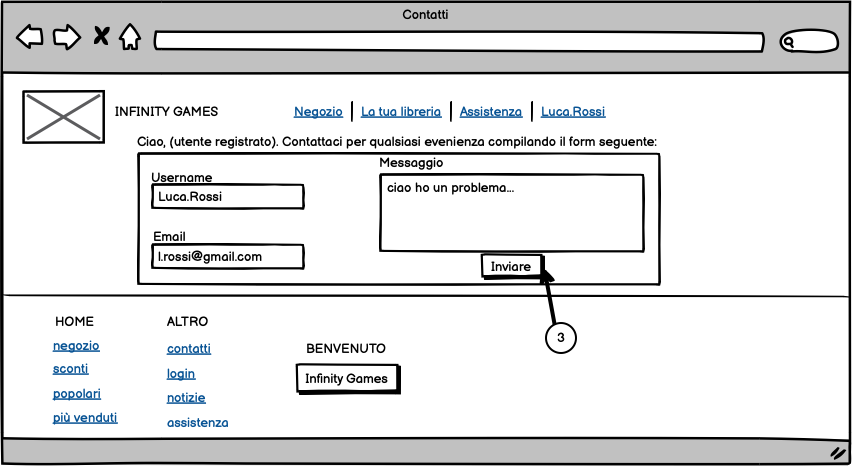 Contatti
INFINITY GAMES
Negozio
La tua libreria
Assistenza
Luca.Rossi
Ciao, (utente registrato). Contattaci per qualsiasi evenienza compilando il form seguente:
Username
Luca.Rossi
Email
l.rossi@gmail.com
Messaggio
ciao ho un problema...
Inviare
3
HOME
negozio
sconti
popolari
più venduti
ALTRO
contatti
login
notizie
assistenza
BENVENUTO
Infinity Games